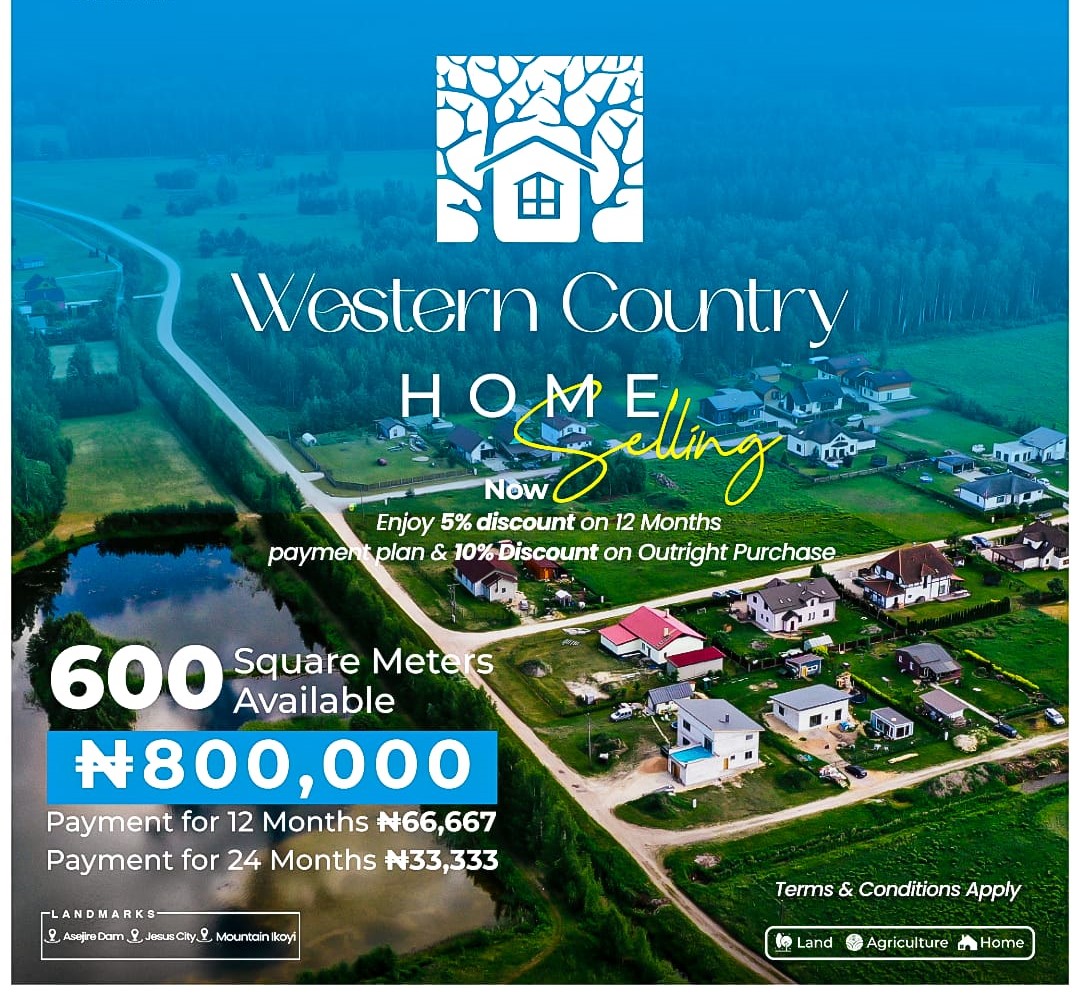 Western Country
HOME
Selling
Now
Enjoy 5% discount on 12 Months
payment plan & 10% Discount on Outright Purchase
600 Square Meters
Available
₦800,000
Payment for 12 Months ₦66,667
Payment for 24 Months ₦33,333
LANDMARKS
Asejire Dam Jesus City Mountain Ikoyi
Terms & Conditions Apply
Land Agriculture Home